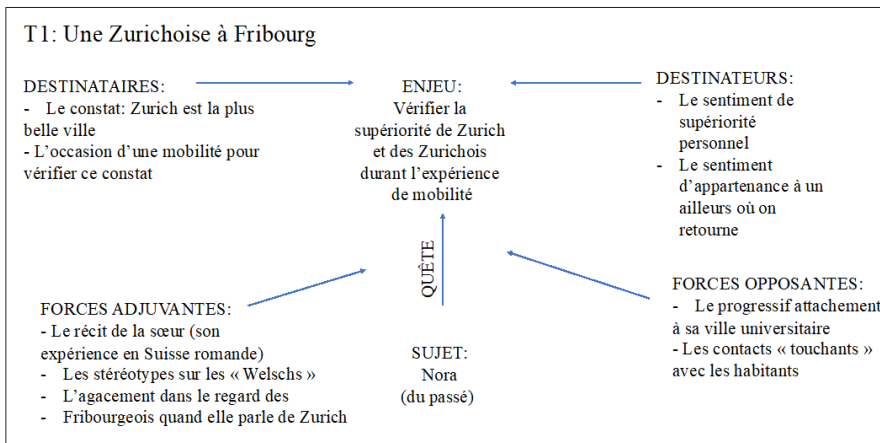 T1: Une Zurichoise à Fribourg
DESTINATAIRES:
- Le constat: Zurich est la plus
belle ville
- L’occasion d’une mobilité pour
vérifier ce constat
ENJEU:
Vérifier la
supériorité de Zurich
et des Zurichois
durant l’expérience
de mobilité
DESTINATEURS:
- Le sentiment de
supériorité
personnel
- Le sentiment
d’appartenance à un
ailleurs où on
retourne
QUÊTE
FORCES ADJUVANTES:
- Le récit de la sœur (son
expérience en Suisse romande)
- Les stéréotypes sur les « Welschs »
- L’agacement dans le regard des
- Fribourgeois quand elle parle de Zurich
SUJET:
Nora
(du passé)
FORCES OPPOSANTES:
- Le progressif attachement
à sa ville universitaire
- Les contacts « touchants »
avec les habitants